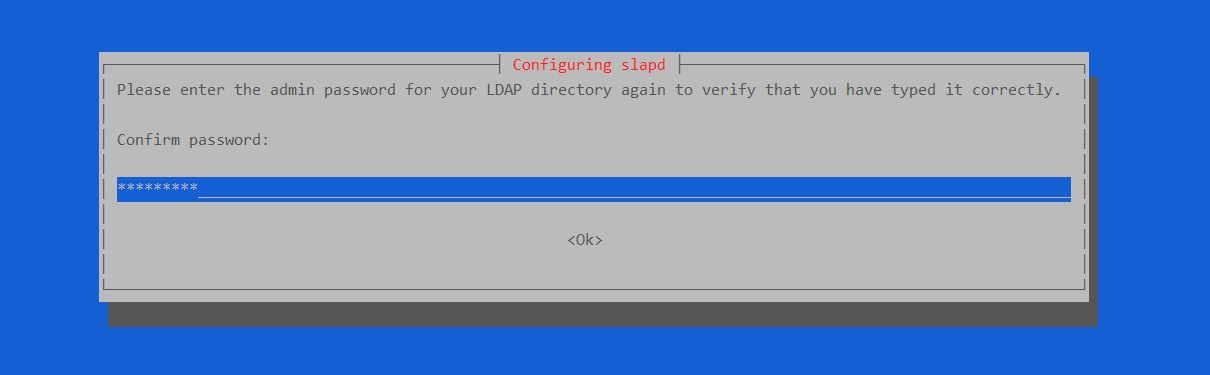 Configuring slapd
Please enter the admin password for your LDAP directory again to verify that you have typed it correctly.
Confirm password:
*********
<Ok>